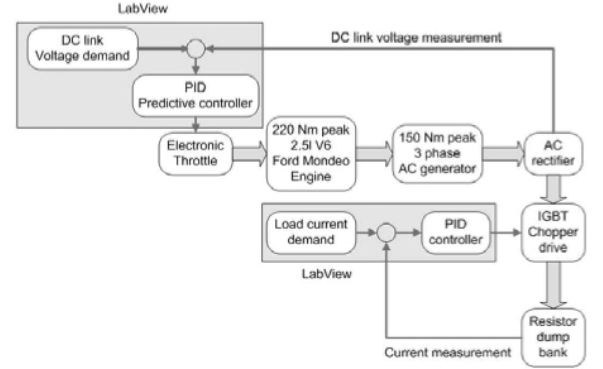 LabView
DC link
Voltage demand
DC link voltage measurement
PID
Predictive controller
Electronic
Throttle
220 Nm peak
2.5l V6
Ford Mondeo
Engine
150 Nm peak
3 phase
AC generator
AC
rectifier
Load current
demand
PID
controller
IGBT
Chopper
drive
LabView
Resistor
dump
bank
Current measurement